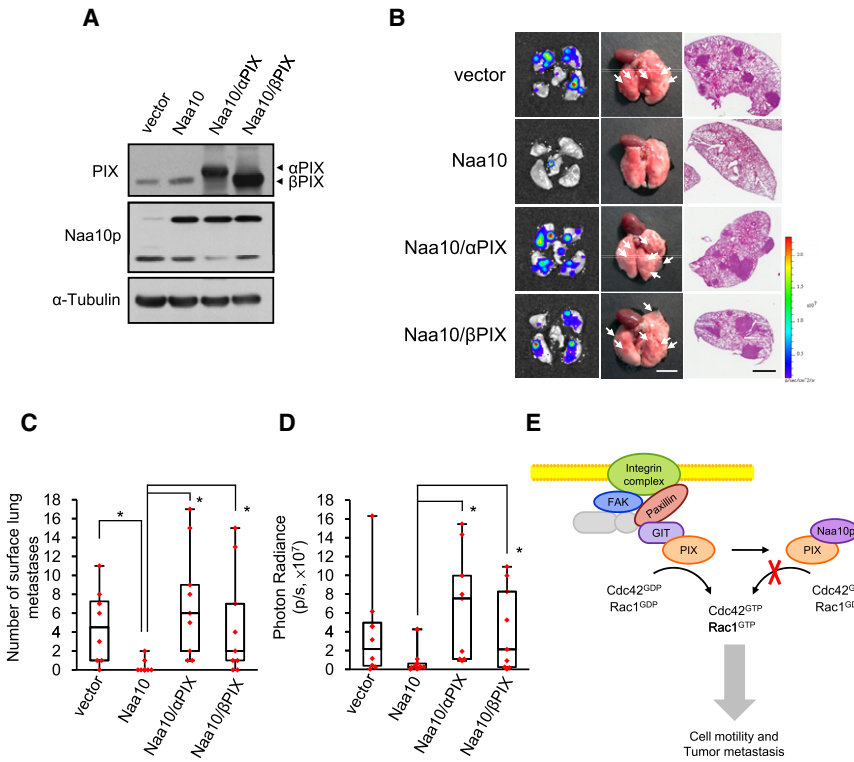 A
vector
Naa10
Naa10/αPIX
Naa10/βPIX
PIX
αPIX
βPIX
Naa10p
α-Tubulin
B
vector
Naa10
Naa10/αPIX
Naa10/βPIX
C
Number of surface lung
metastases
18
16
14
12
10
8
6
4
2
0
*
*
*
vector
Naa10
Naa10/αPIX
Naa10/βPIX
D
Photon Radiance
(p/s, ×10⁷)
18
16
14
12
10
8
6
4
2
0
*
*
vector
Naa10
Naa10/αPIX
Naa10/βPIX
E
Integrin
complex
FAK
Paxillin
GIT
PIX
Naa10p
PIX
Cdc42ᴳᴰᴾ
Rac1ᴳᴰᴾ
Cdc42ᴳᵀᴾ
Rac1ᴳᵀᴾ
Cell motility and
Tumor metastasis